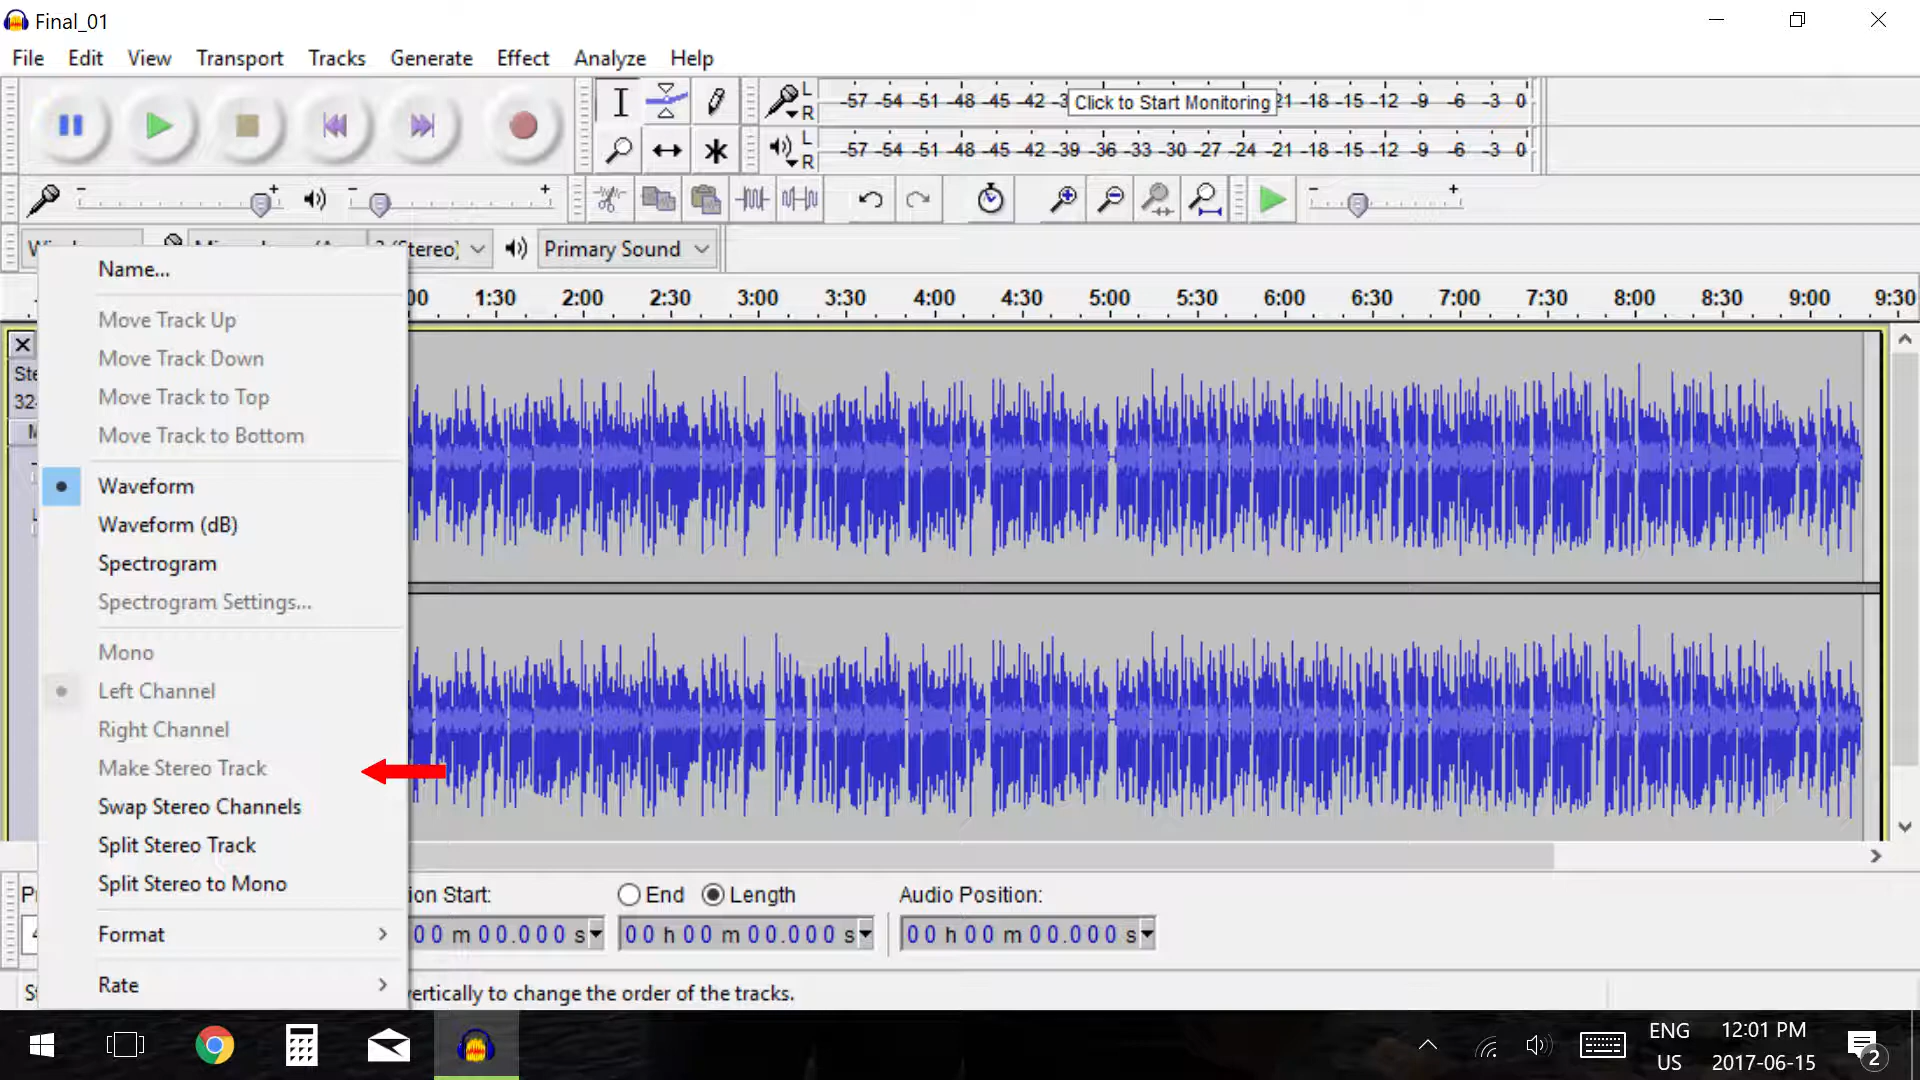 Final_01
File Edit View Transport Tracks Generate Effect Analyze Help
L
R
-57 -54 -51 -48 -45 -42 Click to Start Monitoring 21 -18 -15 -12 -9 -6 -3 0
L
R
-57 -54 -51 -48 -45 -42 -39 -36 -33 -30 -27 -24 -21 -18 -15 -12 -9 -6 -3 0
- + - + - +
Primary Sound
1:30 2:00 2:30 3:00 3:30 4:00 4:30 5:00 5:30 6:00 6:30 7:00 7:30 8:00 8:30 9:00 9:30
Name...
Move Track Up
Move Track Down
Move Track to Top
Move Track to Bottom
Waveform
Waveform (dB)
Spectrogram
Spectrogram Settings...
Mono
Left Channel
Right Channel
Make Stereo Track
Swap Stereo Channels
Split Stereo Track
Split Stereo to Mono
Format
Rate
ion Start: End Length Audio Position:
00 m 00.000 s 00 h 00 m 00.000 s 00 h 00 m 00.000 s
ertically to change the order of the tracks.
ENG
US
12:01 PM
2017-06-15
2